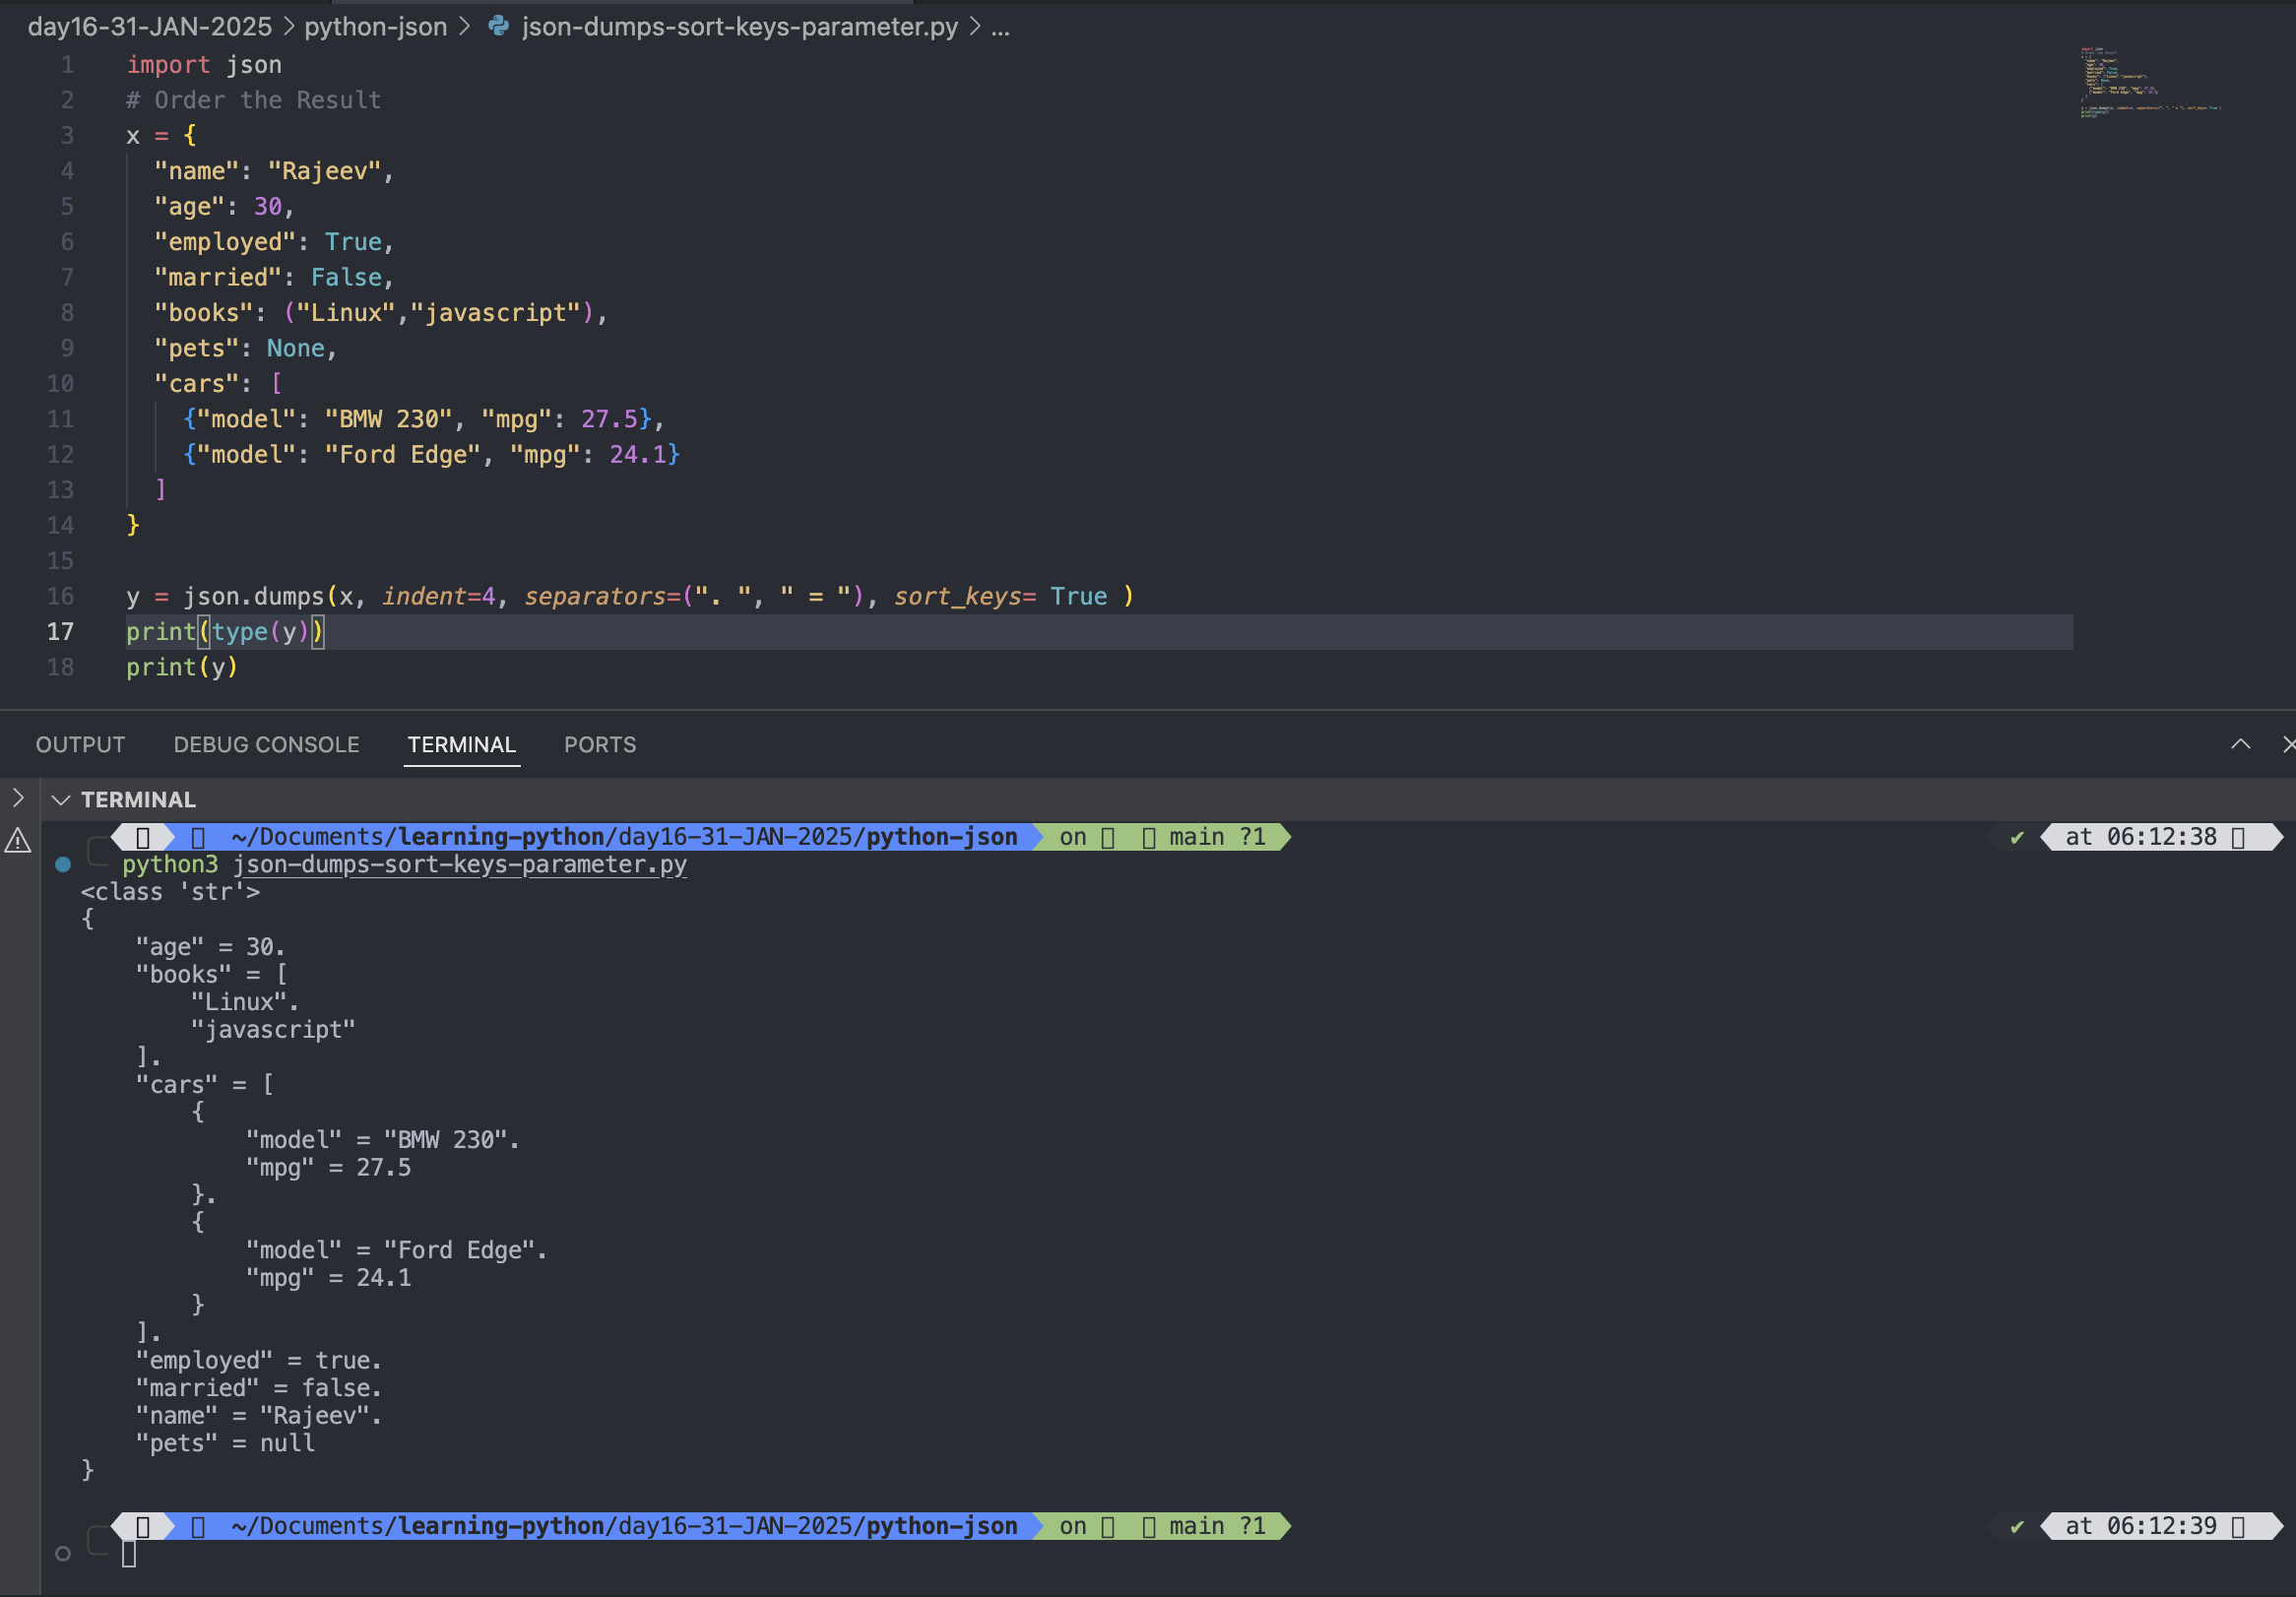 day16-31-JAN-2025 > python-json > json-dumps-sort-keys-parameter.py > ...
1 import json
2 # Order the Result
3 x = {
4   "name": "Rajeev",
5   "age": 30,
6   "employed": True,
7   "married": False,
8   "books": ("Linux","javascript"),
9   "pets": None,
10   "cars": [
11     {"model": "BMW 230", "mpg": 27.5},
12     {"model": "Ford Edge", "mpg": 24.1}
13   ]
14 }
15
16 y = json.dumps(x, indent=4, separators=(". ", " = "), sort_keys= True )
17 print(type(y))
18 print(y)
OUTPUT DEBUG CONSOLE TERMINAL PORTS
TERMINAL
~/Documents/learning-python/day16-31-JAN-2025/python-json on main ?1 ✔ at 06:12:38
python3 json-dumps-sort-keys-parameter.py
<class 'str'>
{
    "age" = 30.
    "books" = [
        "Linux".
        "javascript"
    ].
    "cars" = [
        {
            "model" = "BMW 230".
            "mpg" = 27.5
        }.
        {
            "model" = "Ford Edge".
            "mpg" = 24.1
        }
    ].
    "employed" = true.
    "married" = false.
    "name" = "Rajeev".
    "pets" = null
}
~/Documents/learning-python/day16-31-JAN-2025/python-json on main ?1 ✔ at 06:12:39